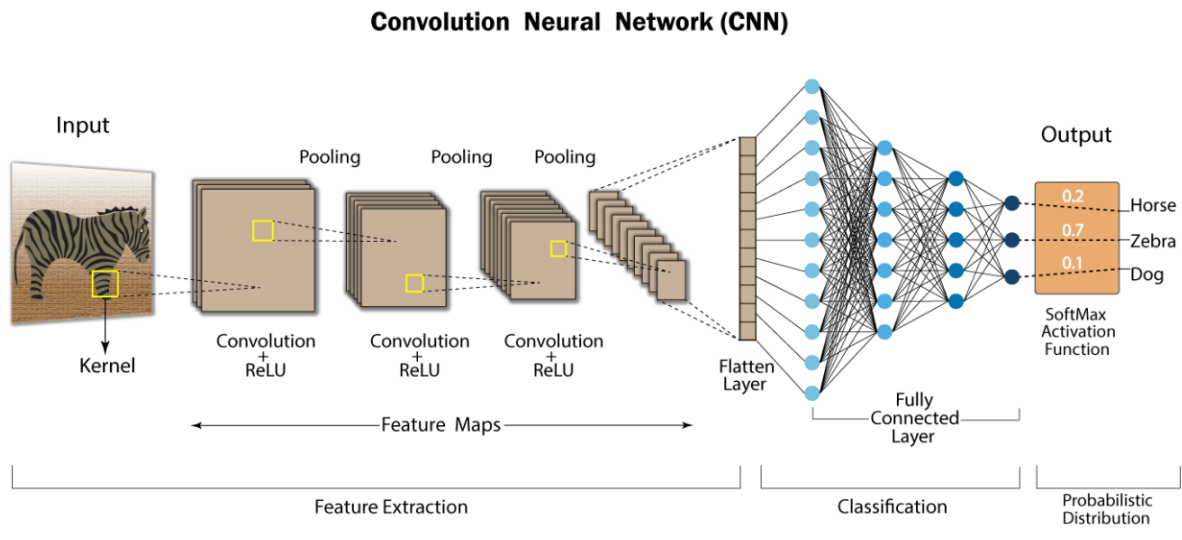 Convolution Neural Network (CNN)
Input
Output
Pooling
Pooling
Pooling
0.2
Horse
0.7
Zebra
0.1
Dog
Kernel
Convolution
+
ReLU
Convolution
+
ReLU
Convolution
+
ReLU
Flatten
Layer
SoftMax
Activation
Function
Feature Maps
Fully
Connected
Layer
Feature Extraction
Classification
Probabilistic
Distribution